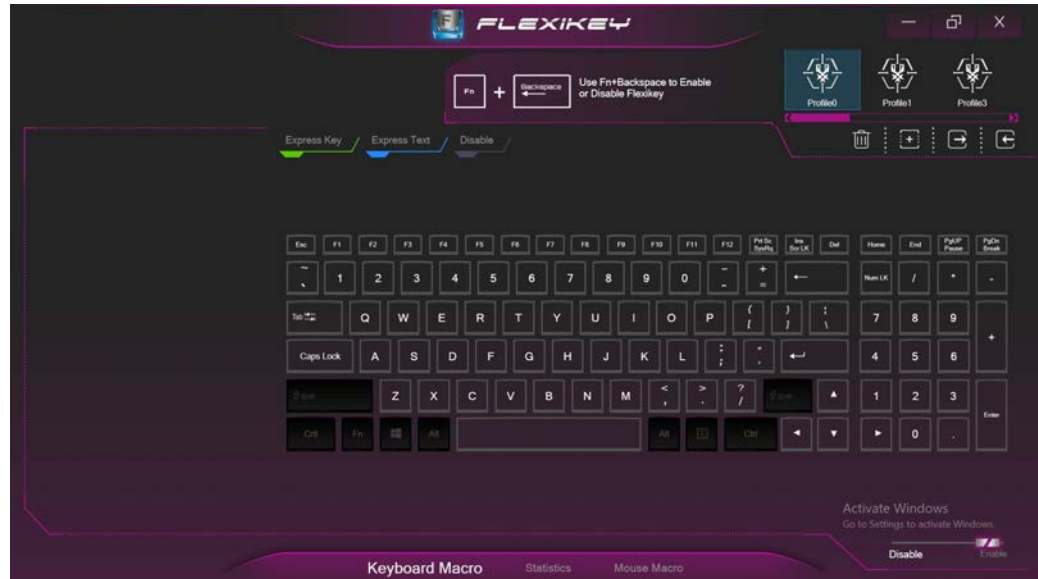 FLEXIKEY
Fn + Backspace Use Fn+Backspace to Enable
or Disable Flexikey
Profile0 Profile1 Profile3
Express Key / Express Text / Disable /
Esc F1 F2 F3 F4 F5 F6 F7 F8 F9 F10 F11 F12 Prt Sc Ins Del Home End PgUP PgDn
SysRq Scr LK Pause Break
~ 1 2 3 4 5 6 7 8 9 0 - + ← Num LK / * -
` - =
Tab Q W E R T Y U I O P { } ¦ 7 8 9 +
[ ] \
Caps Lock A S D F G H J K L : " 4 5 6
; '
Z X C V B N M < > ? ▲ 1 2 3 Enter
, . /
Crtl Fn Alt Alt Ctrl ◄ ▼ ► 0 .
Activate Windows
Go to Settings to activate Windows.
Disable Enable
Keyboard Macro Statistics Mouse Macro